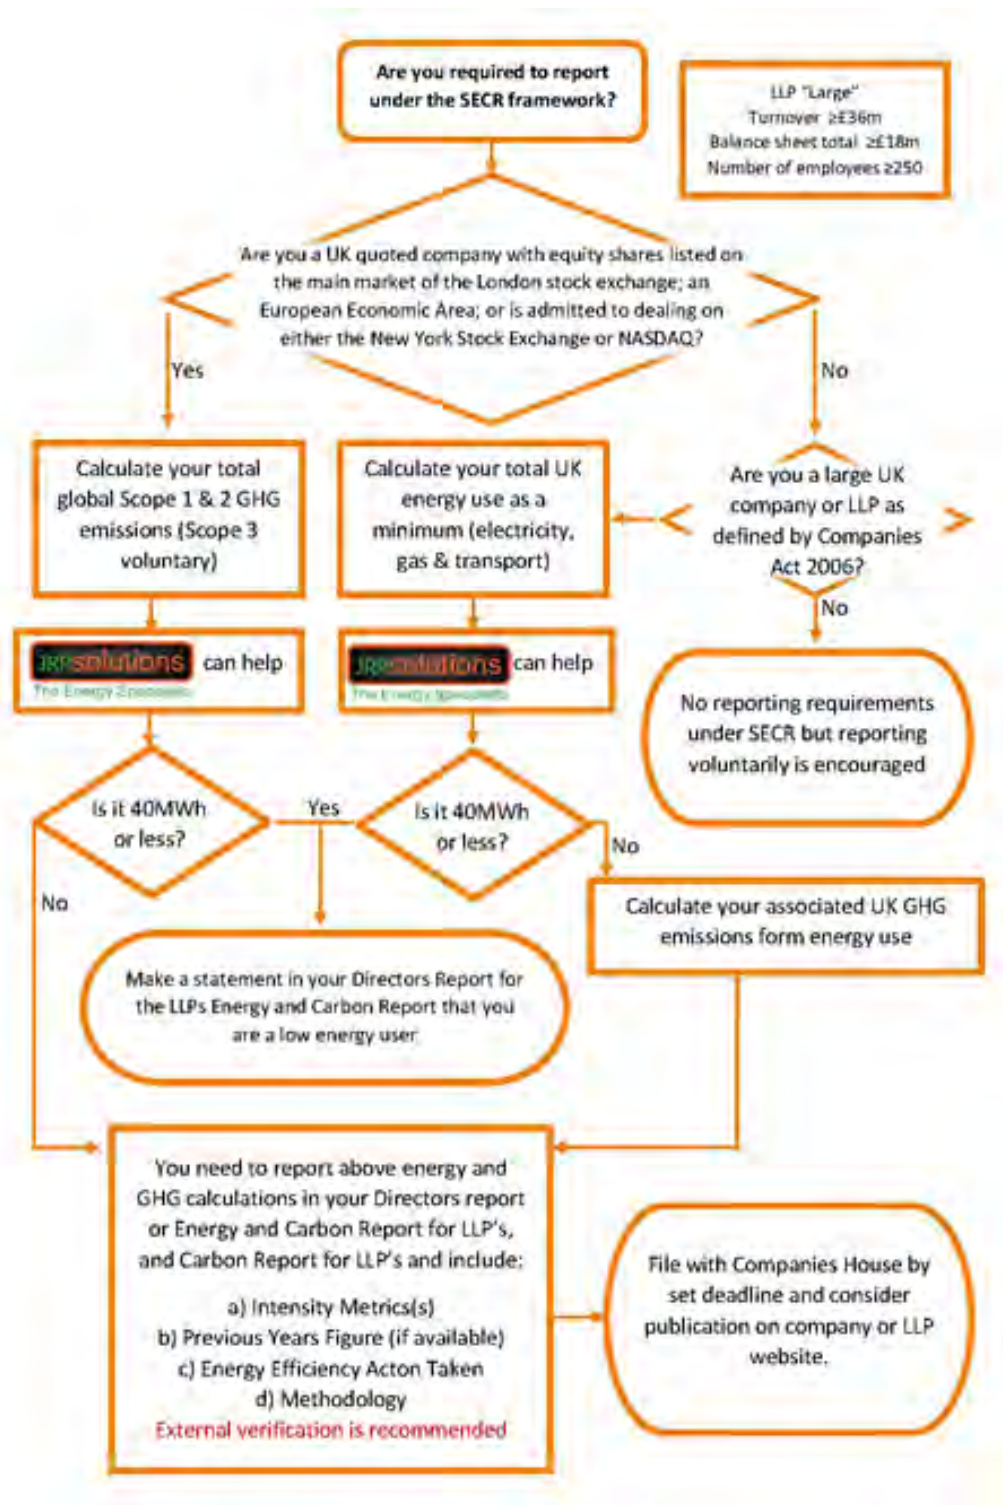 Are you required to report
under the SECR framework?
LLP "Large"
Turnover ≥£36m
Balance sheet total ≥£18m
Number of employees ≥250
Are you a UK quoted company with equity shares listed on
the main market of the London stock exchange; an
European Economic Area; or is admitted to dealing on
either the New York Stock Exchange or NASDAQ?
Yes
No
Calculate your total
global Scope 1 & 2 GHG
emissions (Scope 3
voluntary)
Calculate your total UK
energy use as a
minimum (electricity,
gas & transport)
Are you a large UK
company or LLP as
defined by Companies
Act 2006?
No
JRPsolutions can help
The Energy Specialists
JRPsolutions can help
The Energy Specialists
No reporting requirements
under SECR but reporting
voluntarily is encouraged
Is it 40MWh
or less?
Yes
Is it 40MWh
or less?
No
No
Calculate your associated UK GHG
emissions form energy use
Make a statement in your Directors Report for
the LLPs Energy and Carbon Report that you
are a low energy user
You need to report above energy and
GHG calculations in your Directors report
or Energy and Carbon Report for LLP's,
and Carbon Report for LLP's and include:
a) Intensity Metrics(s)
b) Previous Years Figure (if available)
c) Energy Efficiency Acton Taken
d) Methodology
External verification is recommended
File with Companies House by
set deadline and consider
publication on company or LLP
website.